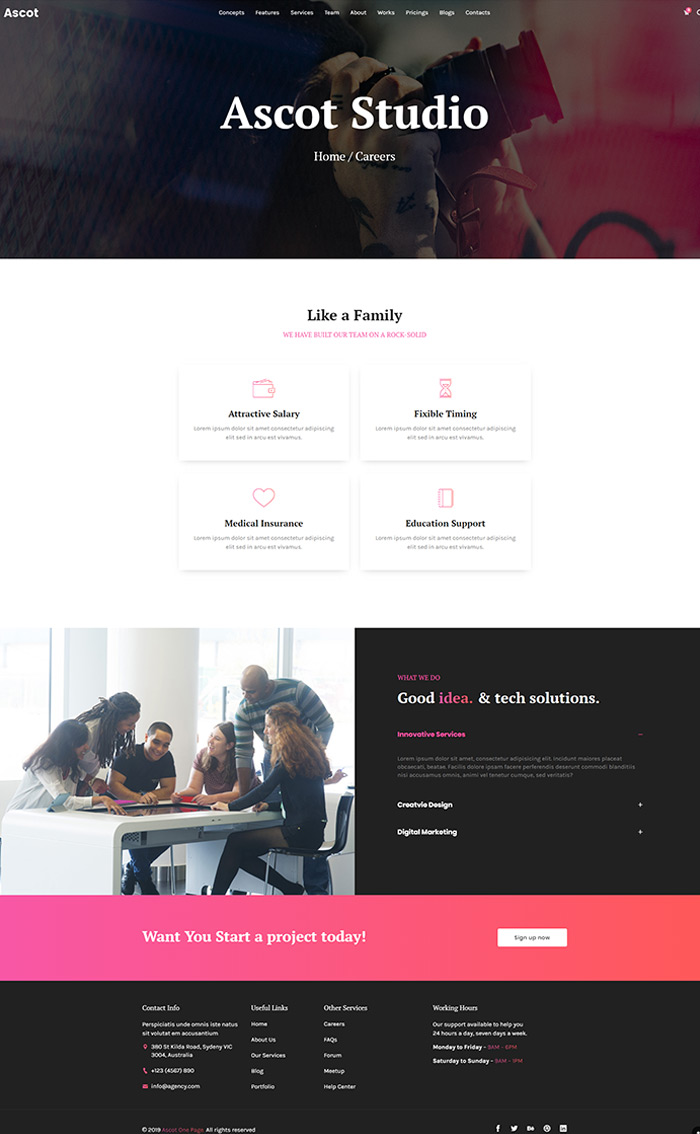 Ascot
Concepts Features Services Team About Works Pricings Blogs Contacts
Ascot Studio
Home / Careers
Like a Family
WE HAVE BUILT OUR TEAM ON A ROCK-SOLID
Attractive Salary
Lorem ipsum dolor sit amet consectetur adipiscing
elit sed in arcu est vivamus.
Fixible Timing
Lorem ipsum dolor sit amet consectetur adipiscing
elit sed in arcu est vivamus.
Medical Insurance
Lorem ipsum dolor sit amet consectetur adipiscing
elit sed in arcu est vivamus.
Education Support
Lorem ipsum dolor sit amet consectetur adipiscing
elit sed in arcu est vivamus.
WHAT WE DO
Good idea. & tech solutions.
Innovative Services −
Lorem ipsum dolor sit amet consectetur adipisicing elit. Incidunt maiores placeat
obcaecati, beatae. Facilis dolore ipsam facere perferendis deserunt commodi blanditiis
nisi accusamus omnis, animi vel tenetur cumque, sed veritatis?
Creatvie Design +
Digital Marketing +
Want You Start a project today!
Sign up now
Contact Info
Perspiciatis unde omnis iste natus
sit volutat em accusantium
380 St Kilda Road, Sydeny VIC
3004, Australia
+123 (4567) 890
info@agency.com
Useful Links
Home
About Us
Our Services
Blog
Portfolio
Other Services
Careers
FAQs
Forum
Meetup
Help Center
Working Hours
Our support available to help you
24 hours a day, seven days a week.
Monday to Friday – 9AM – 6PM
Saturday to Sunday – 9AM – 1PM
© 2019 Ascot One Page. All rights reserved